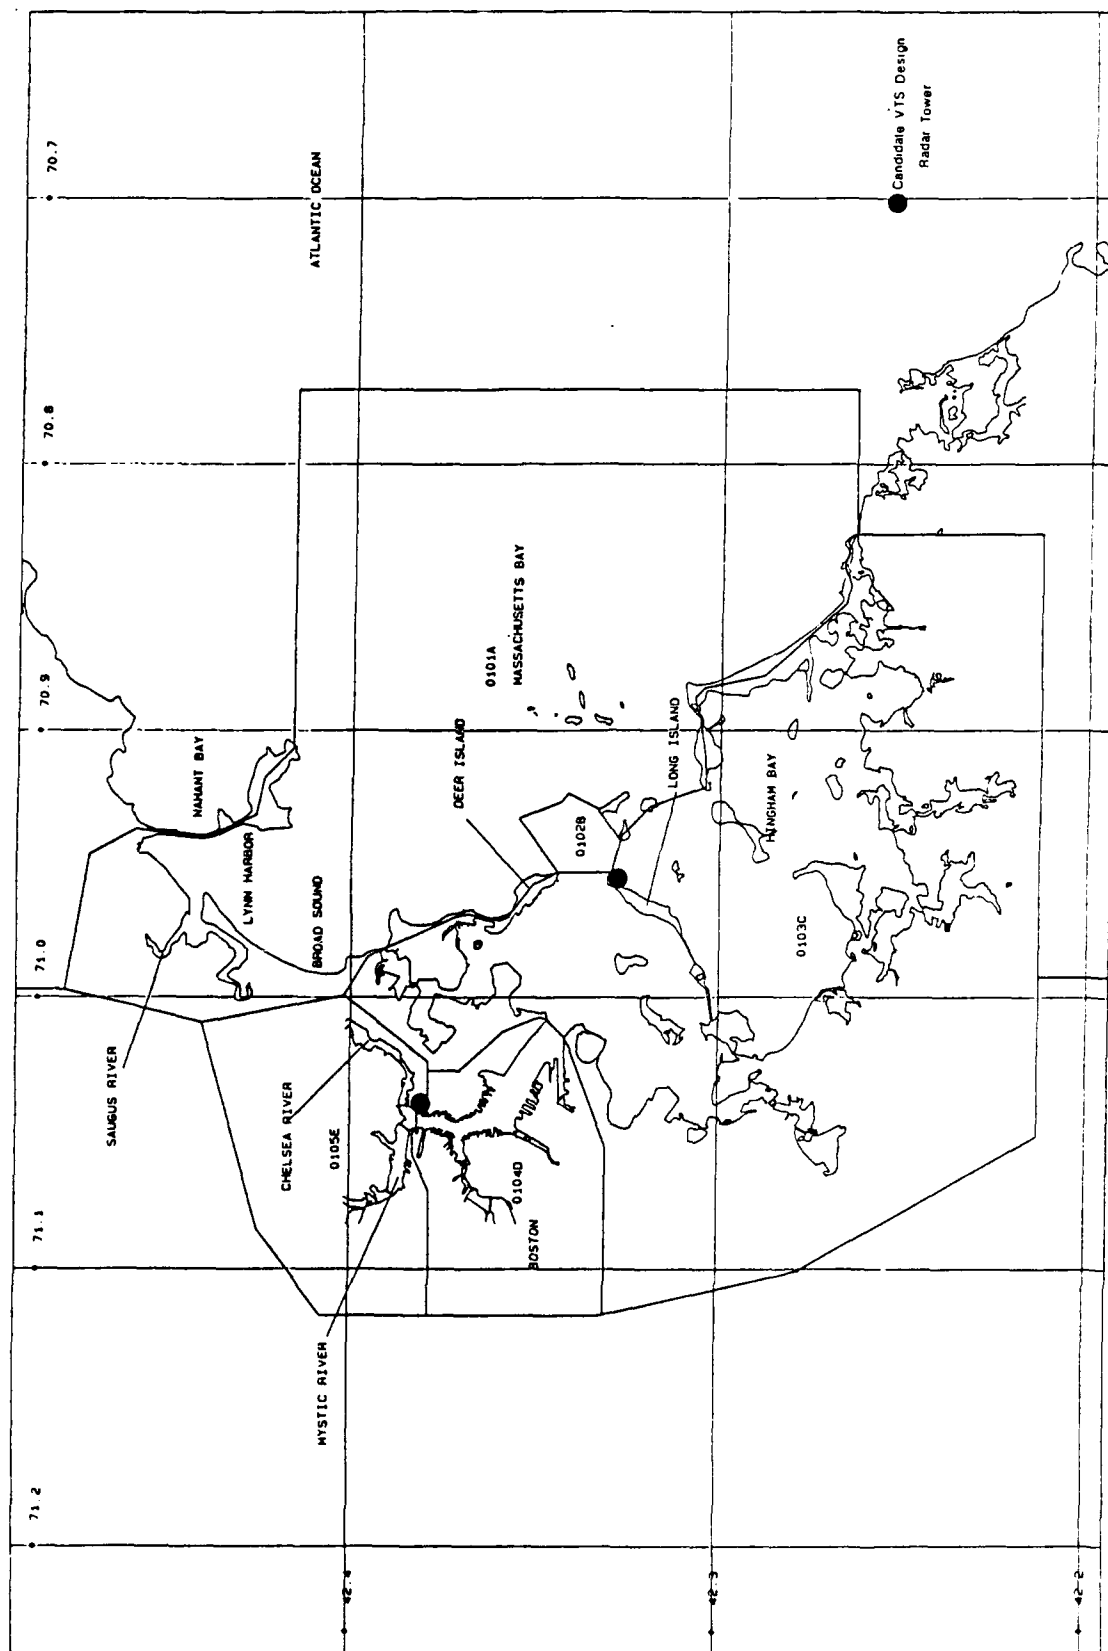 71.2
71.1
71.0
70.9
70.8
70.7
42.4
42.3
42.2
SAUGUS RIVER
LYNN HARBOR
NAHANT BAY
BROAD SOUND
ATLANTIC OCEAN
CHELSEA RIVER
MYSTIC RIVER
0105E
0104D
BOSTON
DEER ISLAND
0101A
MASSACHUSETTS BAY
0102B
LONG ISLAND
HINGHAM BAY
0103C
Candidate VTS Design
Radar Tower